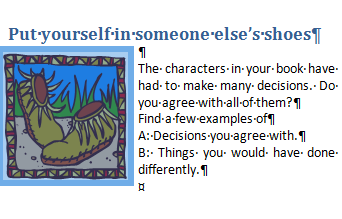 Put yourself in someone else's shoes¶
¶
The characters in your book have
had to make many decisions. Do
you agree with all of them?¶
Find a few examples of¶
A: Decisions you agree with.¶
B: Things you would have done
differently.¶
¤